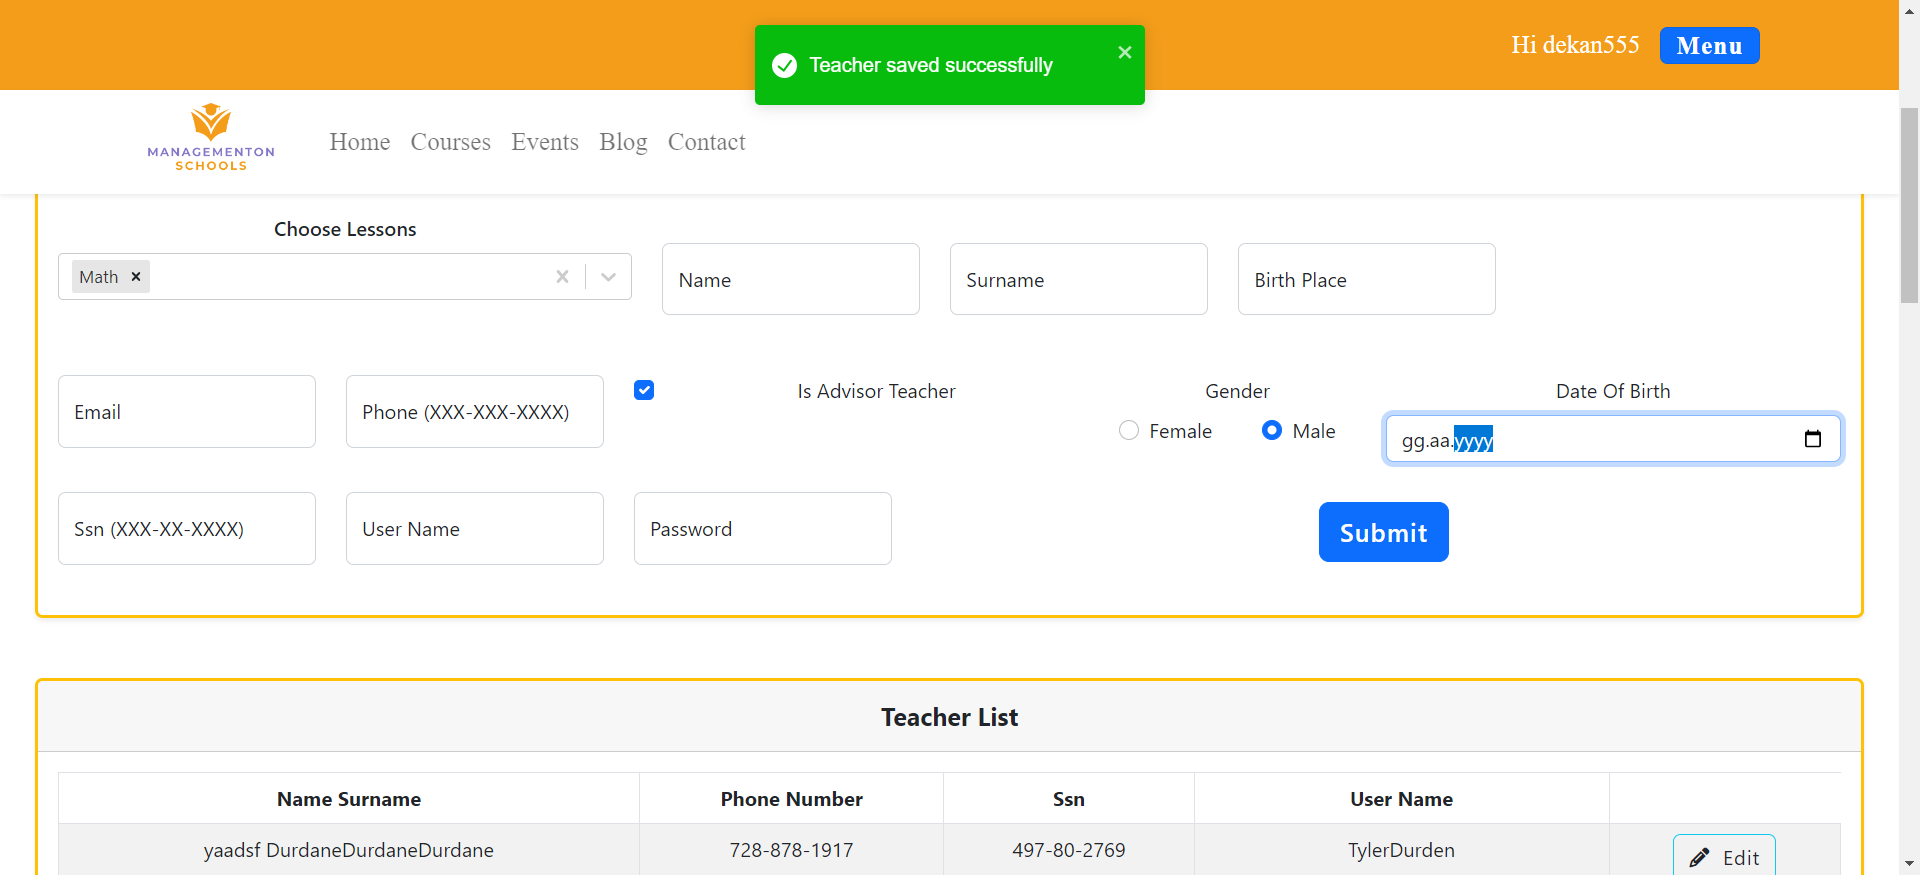 Teacher saved successfully
Hi dekan555
Menu
MANAGEMENTON
SCHOOLS
Home Courses Events Blog Contact
Choose Lessons
Math
Name
Surname
Birth Place
Email
Phone (XXX-XXX-XXXX)
Is Advisor Teacher
Gender
Female
Male
Date Of Birth
gg.aa.yyyy
Ssn (XXX-XX-XXXX)
User Name
Password
Submit
Teacher List
Name Surname Phone Number Ssn User Name
yaadsf DurdaneDurdaneDurdane 728-878-1917 497-80-2769 TylerDurden Edit